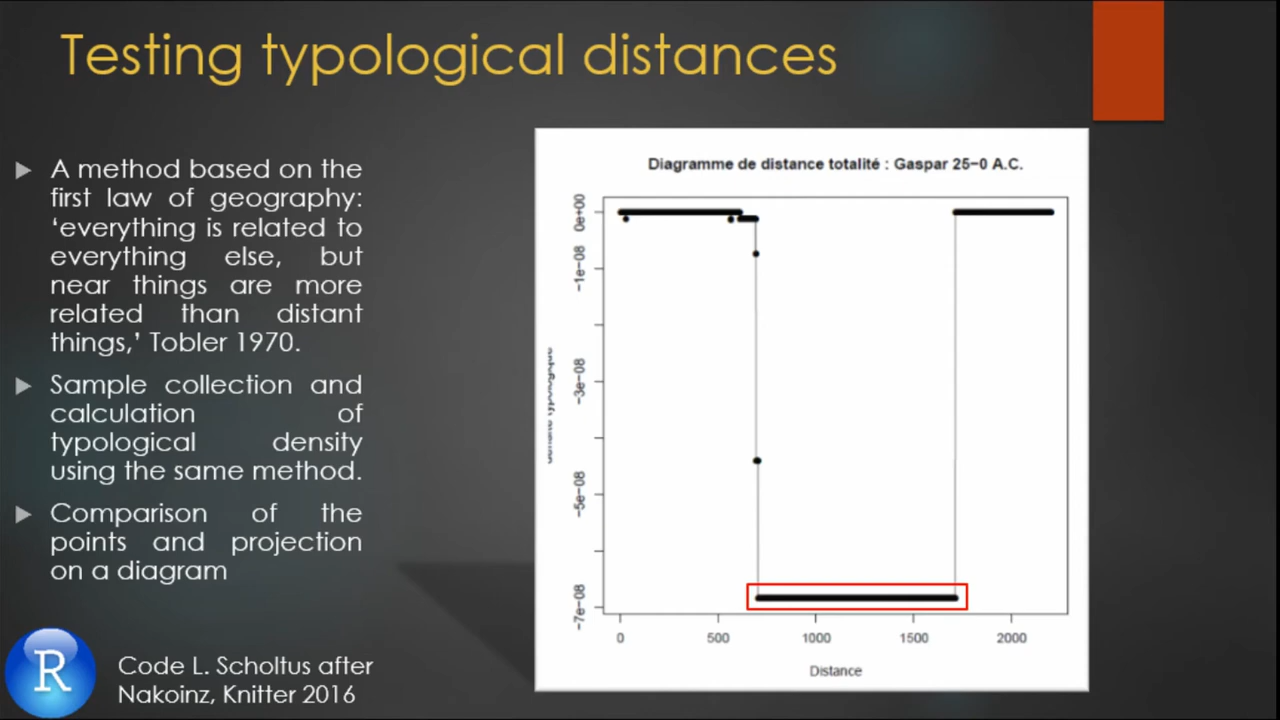 Testing typological distances
A method based on the
first law of geography:
‘everything is related to
everything else, but
near things are more
related than distant
things,’ Tobler 1970.
Sample collection and
calculation of
typological density
using the same method.
Comparison of the
points and projection
on a diagram
R
Code L. Scholtus after
Nakoinz, Knitter 2016
Diagramme de distance totalité : Gaspar 25−0 A.C.
0e+00
−1e−08
−3e−08
−5e−08
−7e−08
0 500 1000 1500 2000
Distance